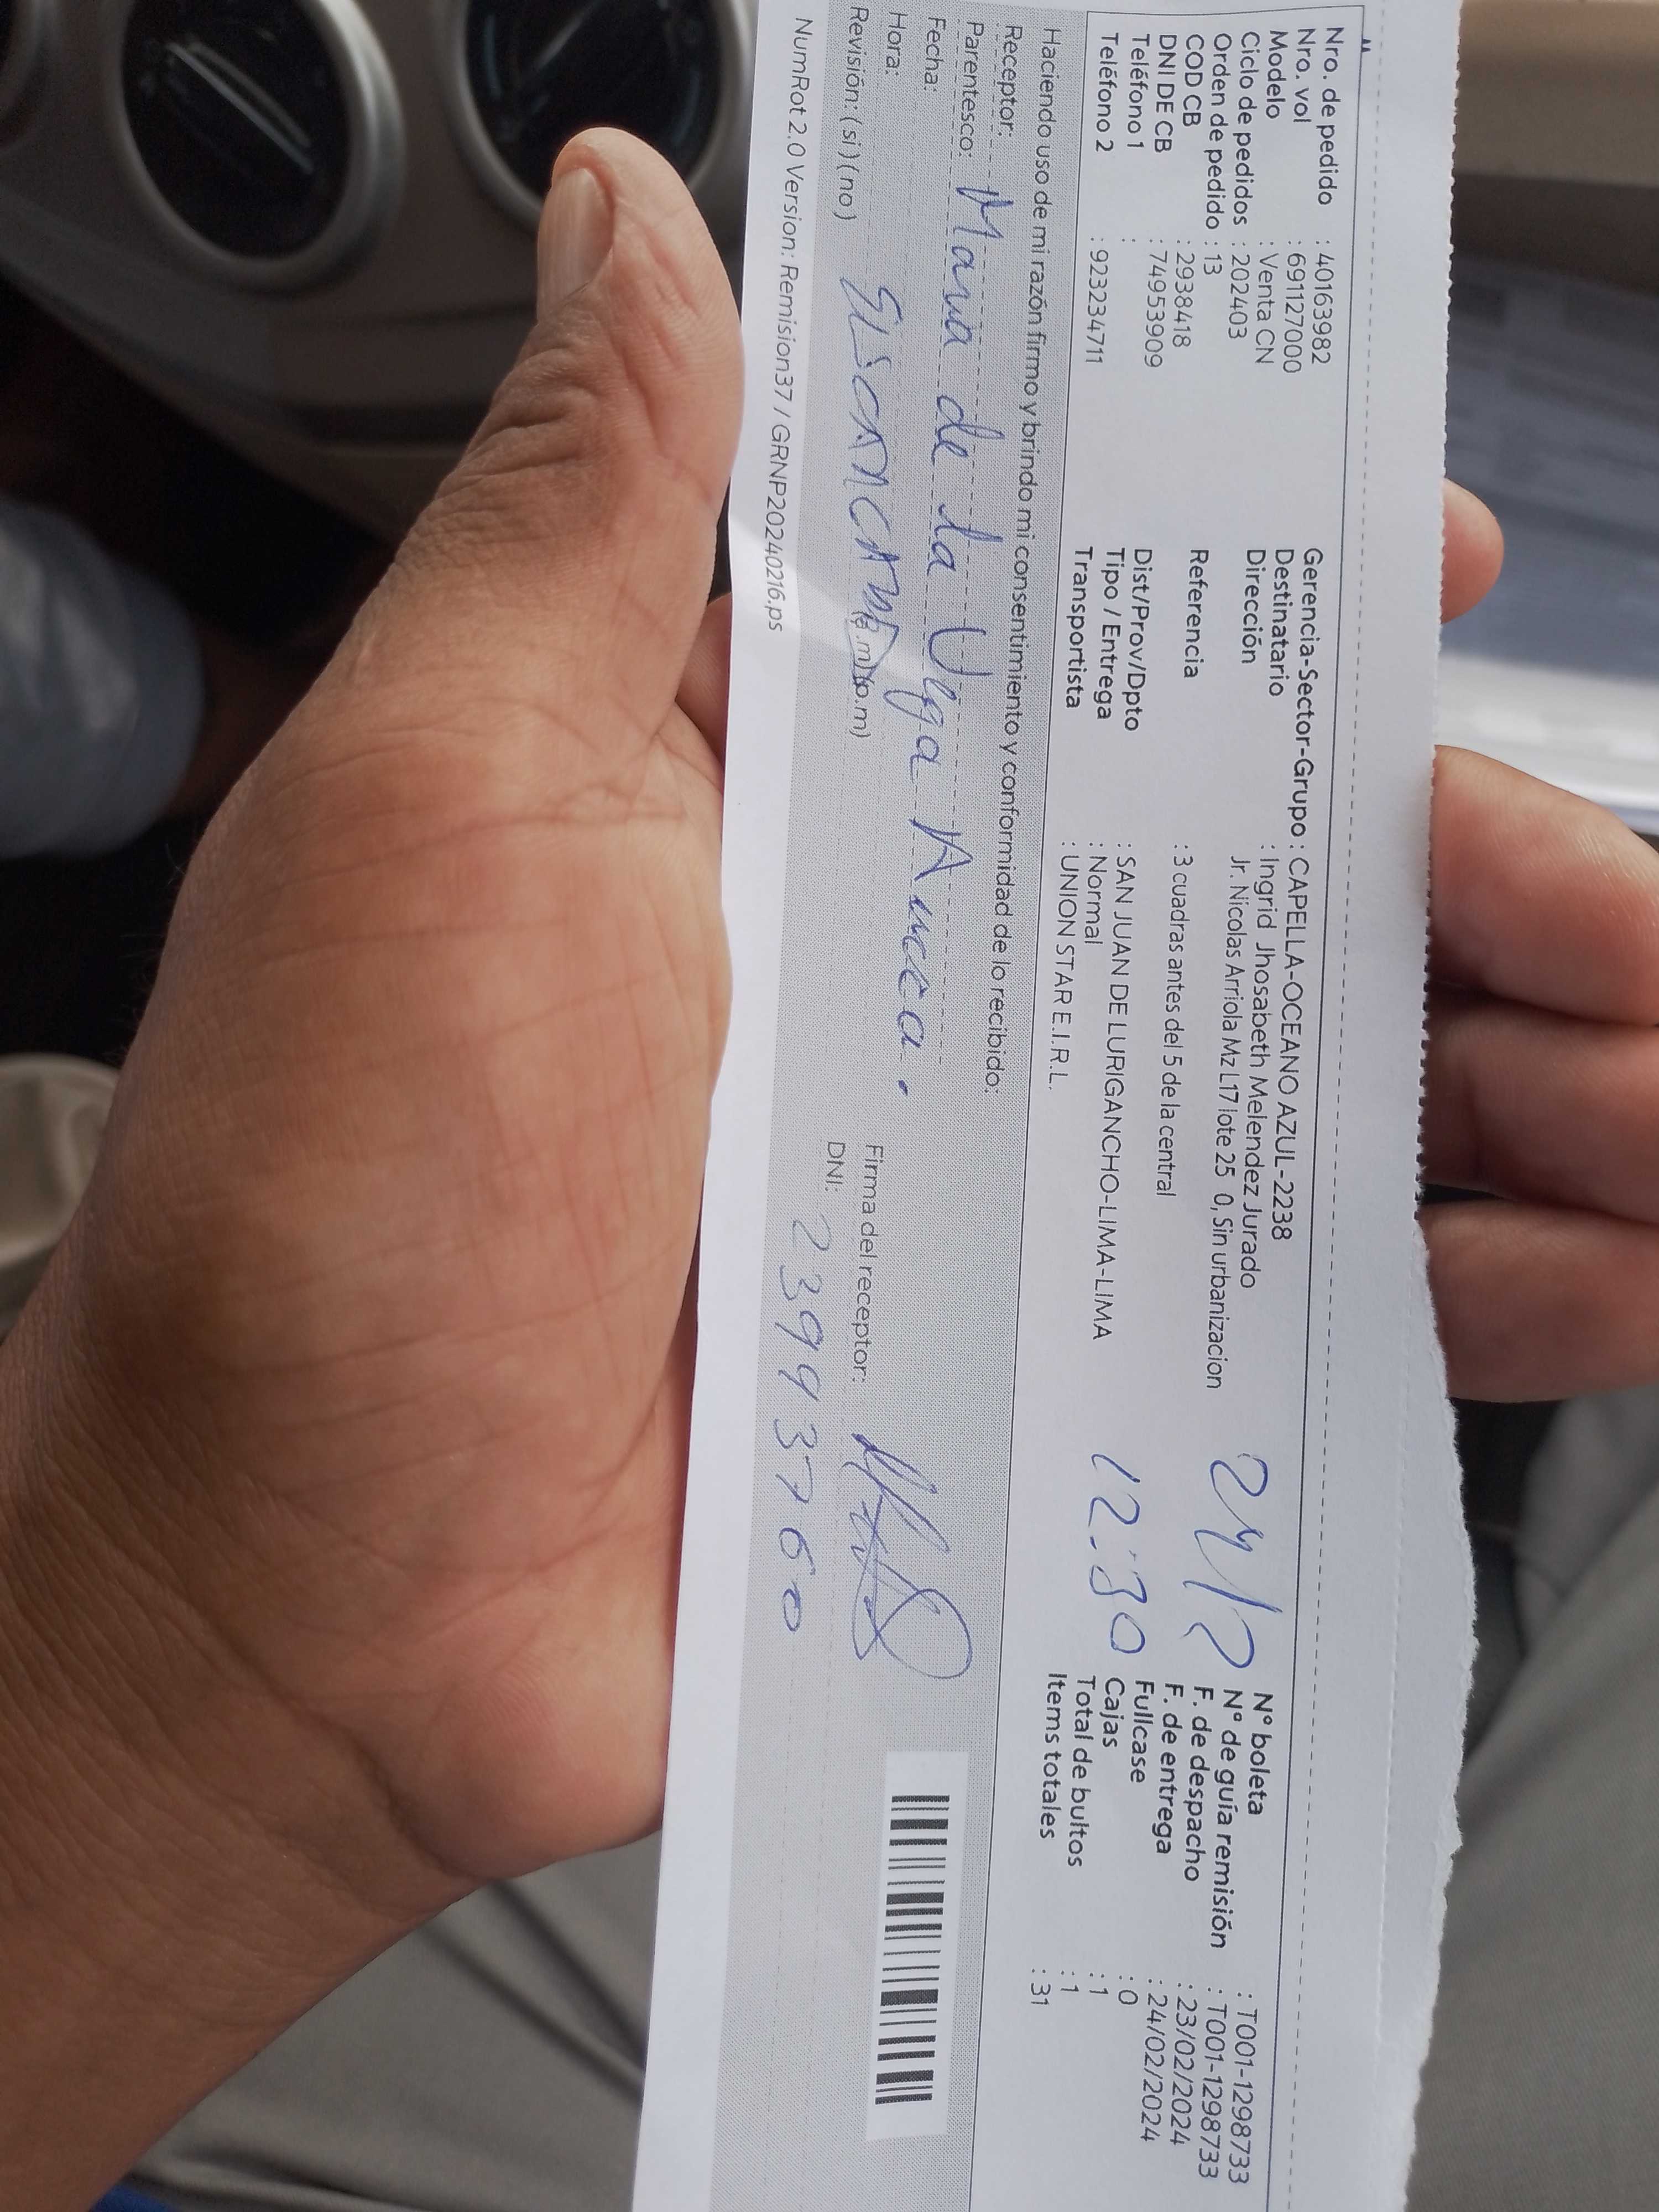 Nro. de pedido : 40163982
Nro. vol : 691127000
Modelo : Venta CN
Ciclo de pedidos : 202403
Orden de pedido : 13
COD CB : 2938418
DNI DE CB : 74953909
Teléfono 1 :
Teléfono 2 : 923234711
Gerencia-Sector-Grupo : CAPELLA-OCEANO AZUL-2238
Destinatario : Ingrid Jhosabeth Melendez Jurado
Dirección Jr. Nicolas Arriola Mz L17 lote 25 0, Sin urbanizacion
Referencia : 3 cuadras antes del 5 de la central
Dist/Prov/Dpto : SAN JUAN DE LURIGANCHO-LIMA-LIMA
Tipo / Entrega : Normal
Transportista : UNION STAR E.I.R.L.
24/2
12.30
N° boleta : T001-1298733
N° de guía remisión : T001-1298733
F. de despacho : 23/02/2024
F. de entrega : 24/02/2024
Fullcase : 0
Cajas : 1
Total de bultos : 1
Items totales : 31
Haciendo uso de mi razón firmo y brindo mi consentimiento y conformidad de lo recibido:
Receptor:
Parentesco: Maria de la Vega Aucca.
Fecha:
Hora: (p.m)
Revisión: (si) (no)
Firma del receptor:
DNI: 23993760
NumRot 2.0 Version: Remision37 / GRNP20240216.ps